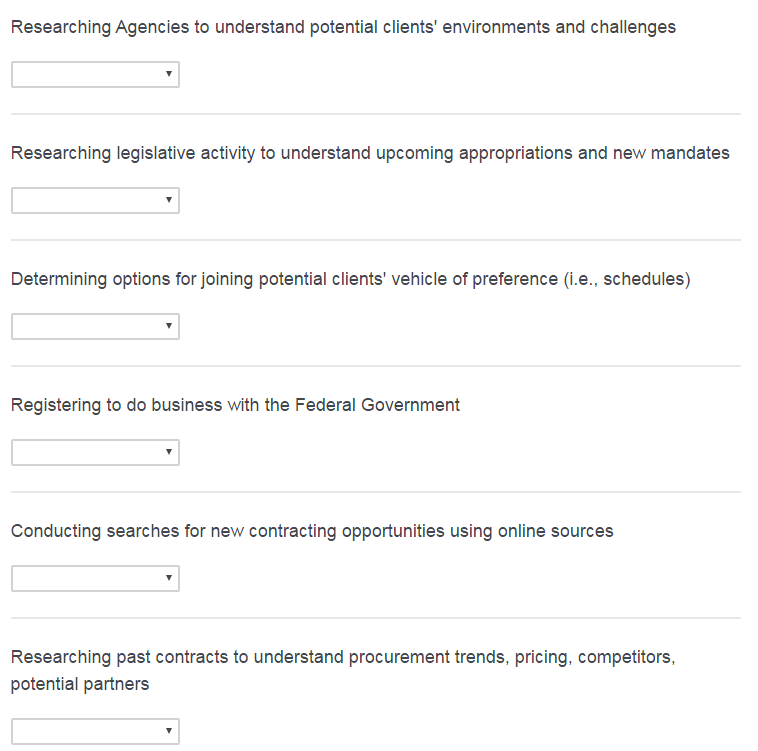 Researching Agencies to understand potential clients' environments and challenges
Researching legislative activity to understand upcoming appropriations and new mandates
Determining options for joining potential clients' vehicle of preference (i.e., schedules)
Registering to do business with the Federal Government
Conducting searches for new contracting opportunities using online sources
Researching past contracts to understand procurement trends, pricing, competitors,
potential partners